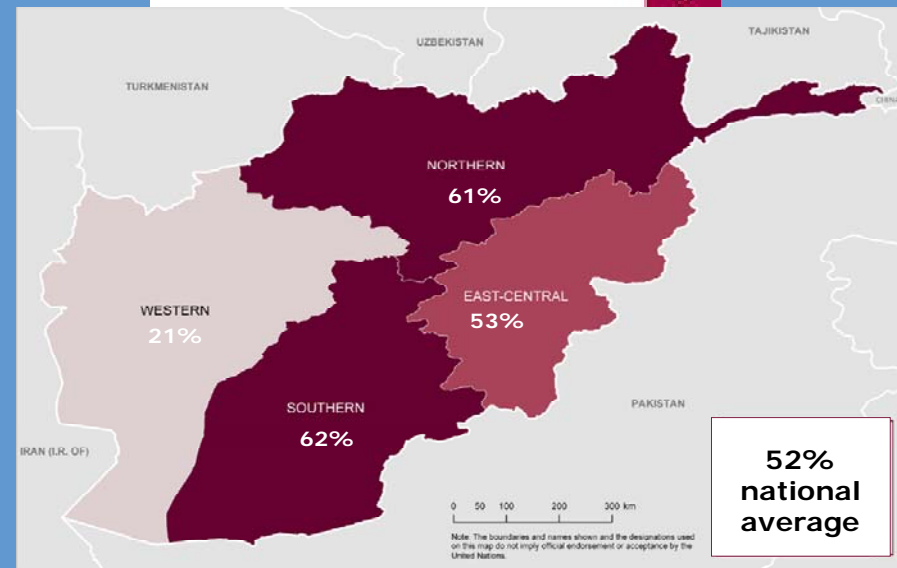 UZBEKISTAN
TAJIKISTAN
TURKMENISTAN
CHINA
NORTHERN
61%
EAST-CENTRAL
53%
WESTERN
21%
SOUTHERN
62%
PAKISTAN
IRAN (I.R. OF)
52%
national
average
0 50 100 200 300 km
Note: The boundaries and names shown and the designations used
on this map do not imply official endorsement or acceptance by the
United Nations.